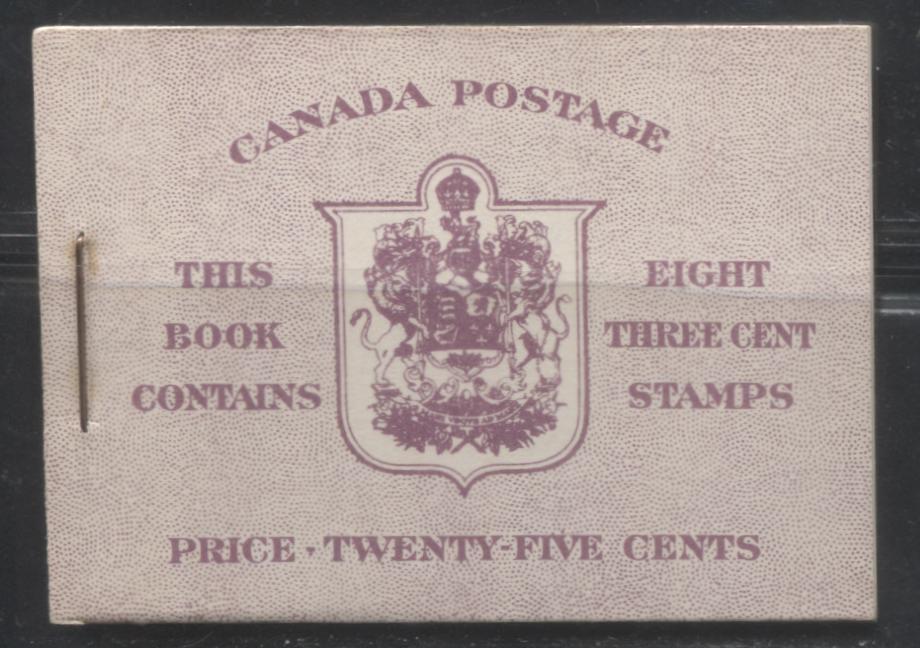 CANADA POSTAGE
THIS
BOOK
CONTAINS
EIGHT
THREE CENT
STAMPS
PRICE · TWENTY-FIVE CENTS